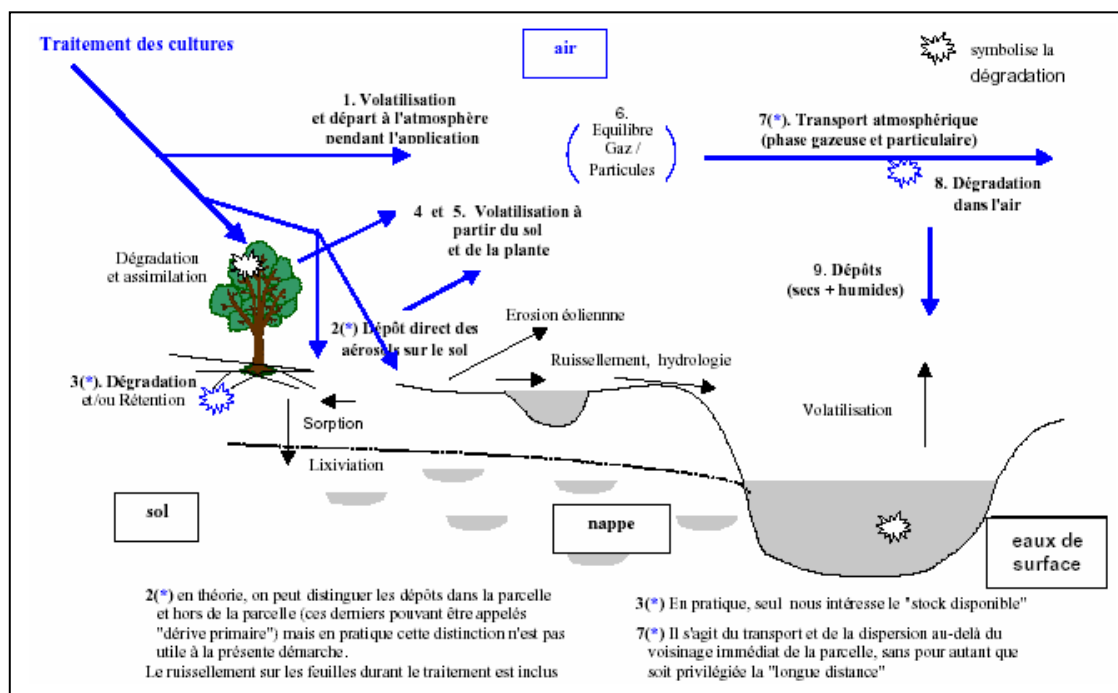 Traitement des cultures
air
symbolise la
dégradation
1. Volatilisation
et départ à l'atmosphère
pendant l'application
6.
Equilibre
Gaz /
Particules
7(*). Transport atmosphérique
(phase gazeuse et particulaire)
8. Dégradation
dans l'air
4 et 5. Volatilisation à
partir du sol
et de la plante
Dégradation
et assimilation
9. Dépôts
(secs + humides)
2(*) Dépôt direct des
aérosols sur le sol
Erosion éoliennne
Ruissellement, hydrologie
3(*). Dégradation
et/ou Rétention
Sorption
Volatilisation
Lixiviation
sol
nappe
eaux de
surface
2(*) en théorie, on peut distinguer les dépôts dans la parcelle
et hors de la parcelle (ces derniers pouvant être appelés
"dérive primaire") mais en pratique cette distinction n'est pas
utile à la présente démarche.
Le ruissellement sur les feuilles durant le traitement est inclus
3(*) En pratique, seul nous intéresse le "stock disponible"
7(*) Il s'agit du transport et de la dispersion au-delà du
voisinage immédiat de la parcelle, sans pour autant que
soit privilégiée la "longue distance"